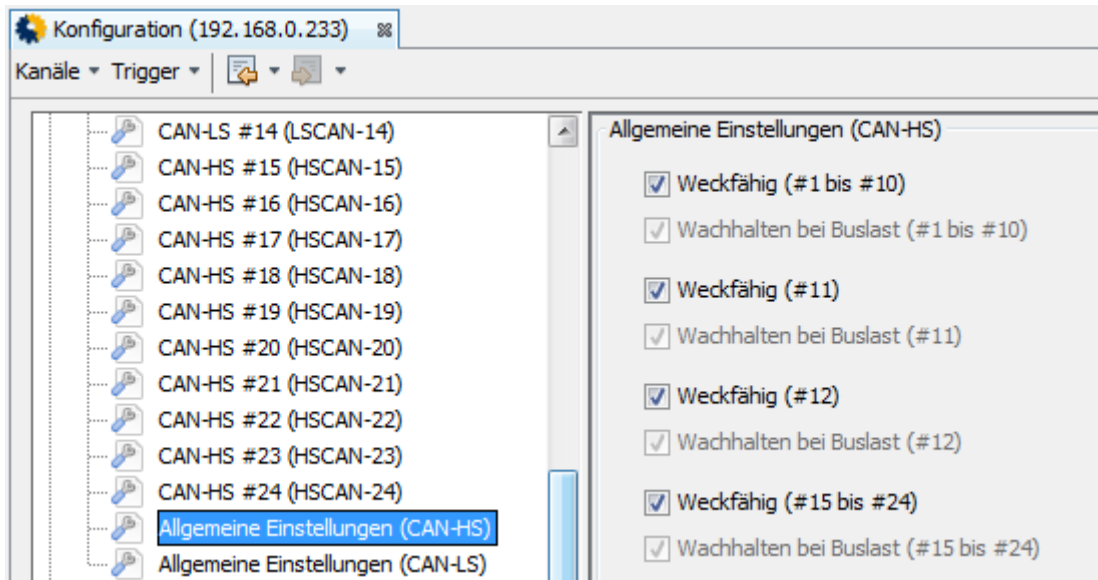 Konfiguration (192.168.0.233)
Kanäle Trigger
CAN-LS #14 (LSCAN-14)
CAN-HS #15 (HSCAN-15)
CAN-HS #16 (HSCAN-16)
CAN-HS #17 (HSCAN-17)
CAN-HS #18 (HSCAN-18)
CAN-HS #19 (HSCAN-19)
CAN-HS #20 (HSCAN-20)
CAN-HS #21 (HSCAN-21)
CAN-HS #22 (HSCAN-22)
CAN-HS #23 (HSCAN-23)
CAN-HS #24 (HSCAN-24)
Allgemeine Einstellungen (CAN-HS)
Allgemeine Einstellungen (CAN-LS)
Allgemeine Einstellungen (CAN-HS)
Weckfähig (#1 bis #10)
Wachhalten bei Buslast (#1 bis #10)
Weckfähig (#11)
Wachhalten bei Buslast (#11)
Weckfähig (#12)
Wachhalten bei Buslast (#12)
Weckfähig (#15 bis #24)
Wachhalten bei Buslast (#15 bis #24)